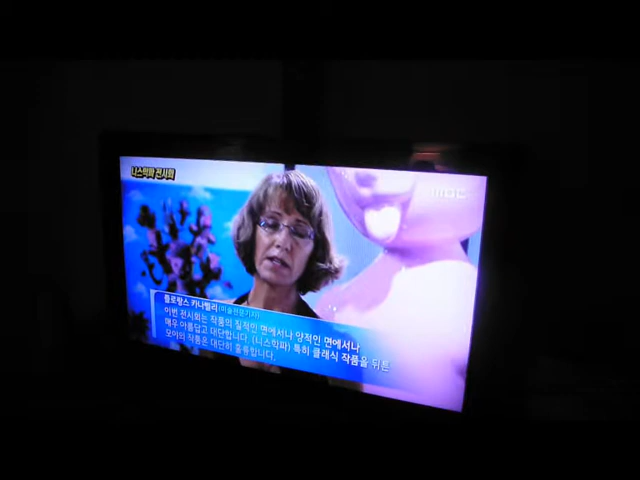 니스학파 전시회
MBC
플로랑스 카나벨리(미술전문기자)
이번 전시회는 작품의 질적인 면에서나 양적인 면에서나
매우 아름답고 대단합니다. (니스학파) 특히 클래식 작품을 뒤튼
모아의 작품은 대단히 훌륭합니다.